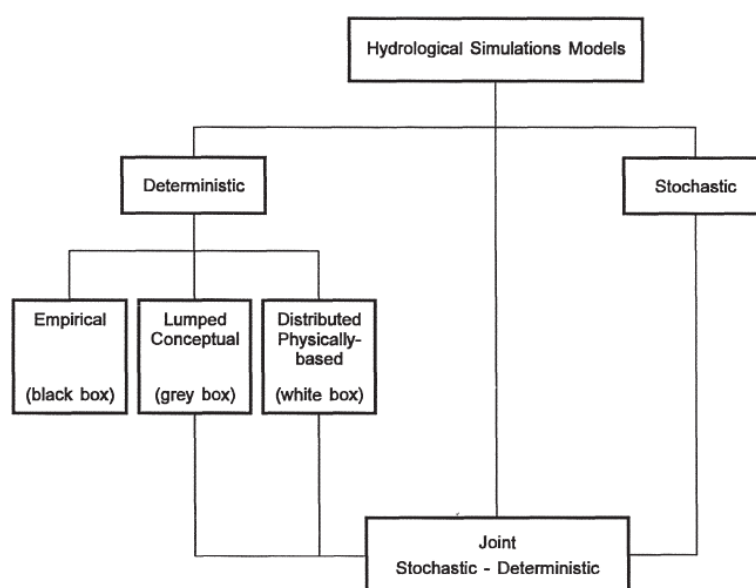 Hydrological Simulations Models
Deterministic
Stochastic
Empirical
(black box)
Lumped
Conceptual
(grey box)
Distributed
Physically-
based
(white box)
Joint
Stochastic - Deterministic